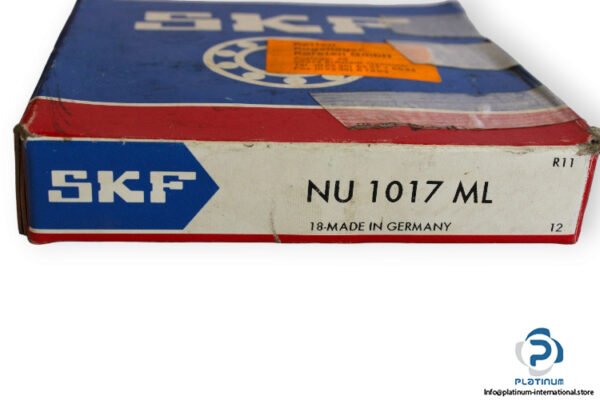 SKF
SKF
NU 1017 ML
R11
18-MADE IN GERMANY
12
PLATINUM
Info@platinum-international.store